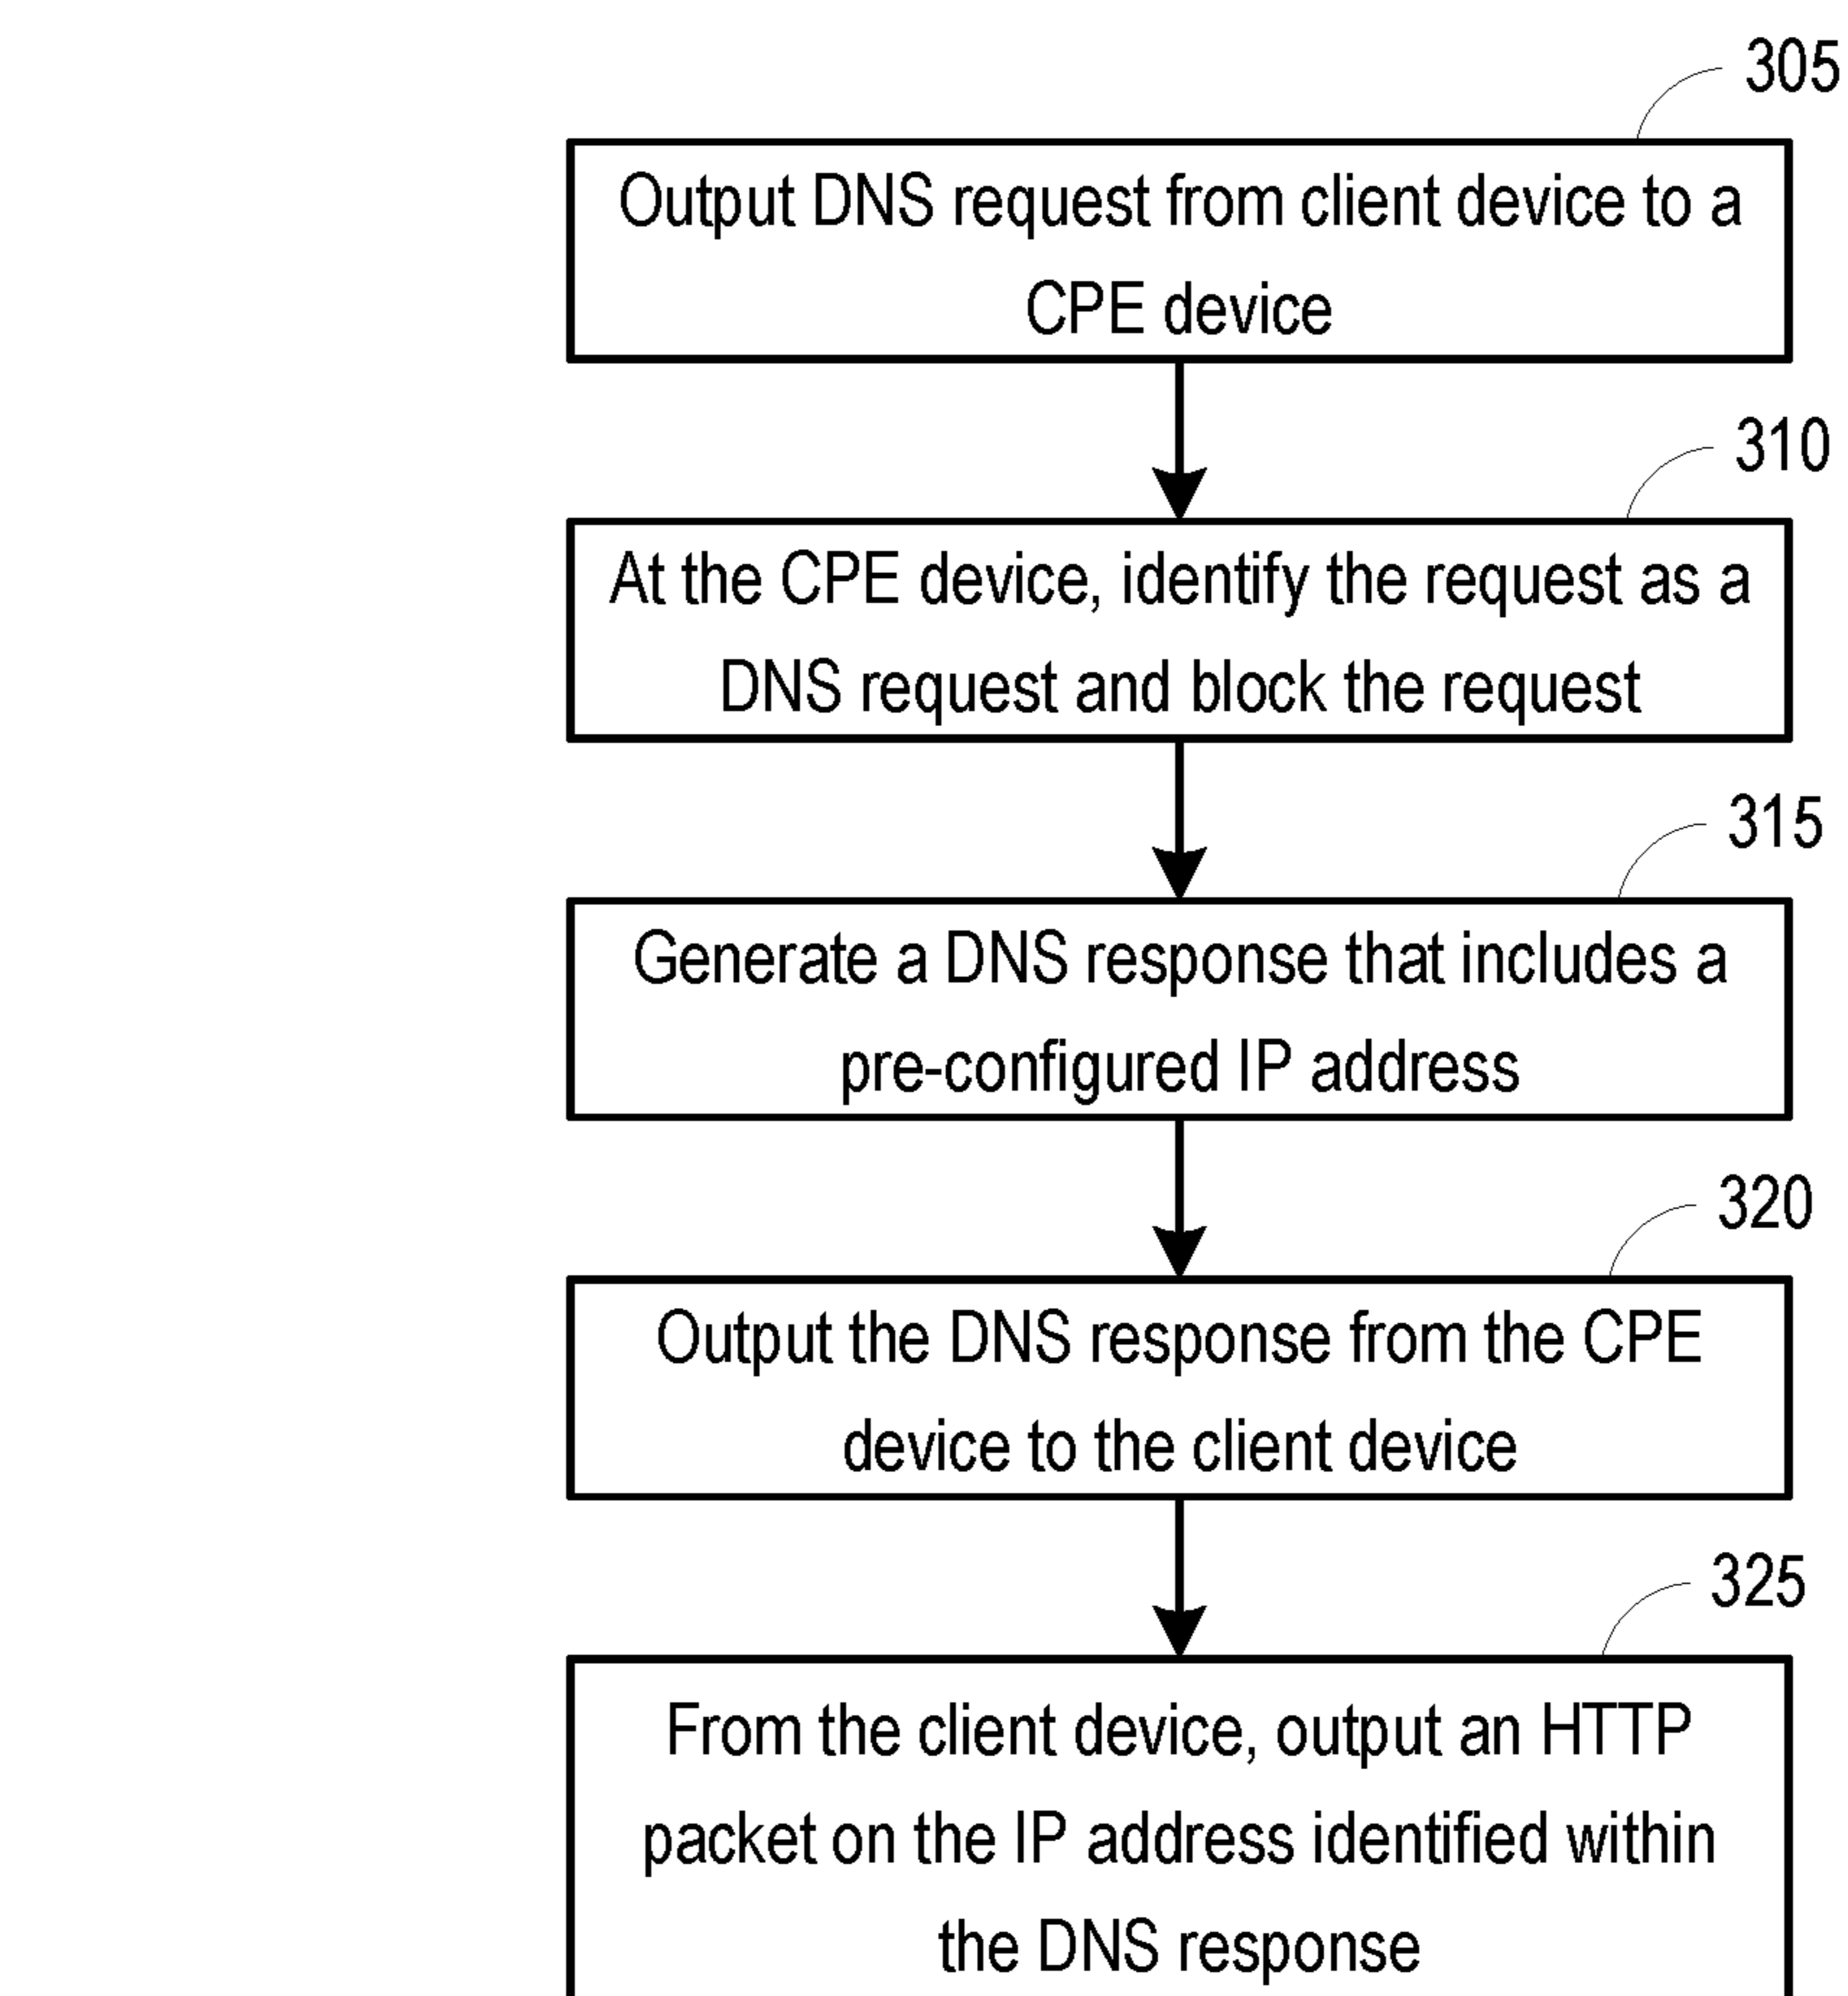 305
Output DNS request from client device to a
CPE device
310
At the CPE device, identify the request as a
DNS request and block the request
315
Generate a DNS response that includes a
pre-configured IP address
320
Output the DNS response from the CPE
device to the client device
325
From the client device, output an HTTP
packet on the IP address identified within
the DNS response